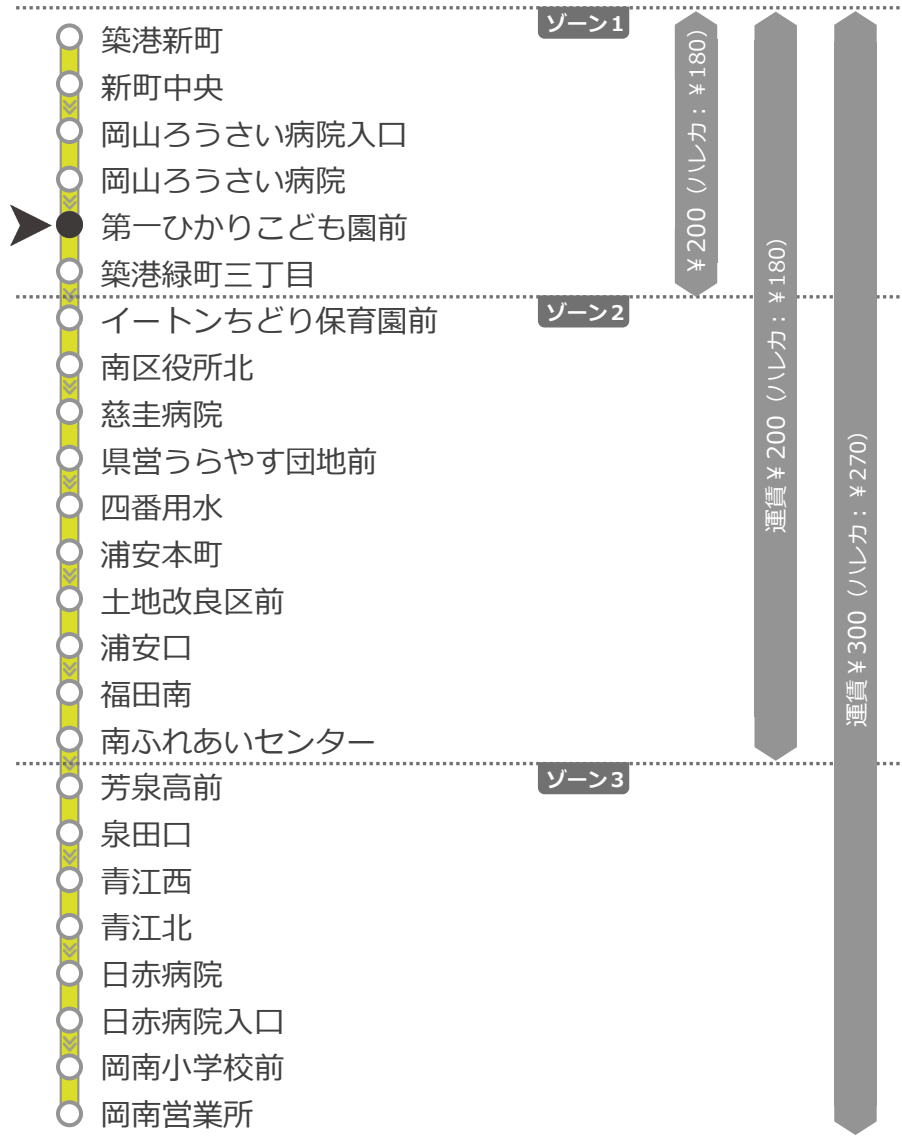 ゾーン1
築港新町
新町中央
岡山ろうさい病院入口
岡山ろうさい病院
第一ひかりこども園前
築港緑町三丁目
ゾーン2
イートンちどり保育園前
南区役所北
慈圭病院
県営うらやす団地前
四番用水
浦安本町
土地改良区前
浦安口
福田南
南ふれあいセンター
ゾーン3
芳泉高前
泉田口
青江西
青江北
日赤病院
日赤病院入口
岡南小学校前
岡南営業所
¥200（ハレカ：¥180）
運賃¥200（ハレカ：¥180）
運賃¥300（ハレカ：¥270）